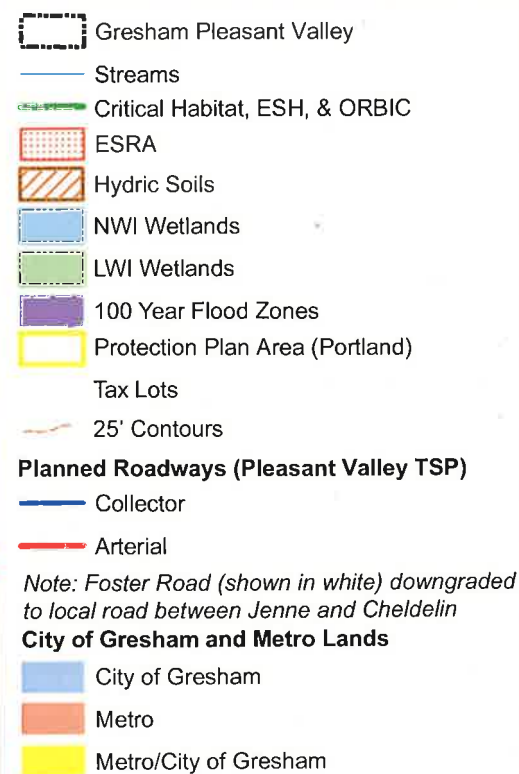 Gresham Pleasant Valley
Streams
Critical Habitat, ESH, & ORBIC
ESRA
Hydric Soils
NWI Wetlands
LWI Wetlands
100 Year Flood Zones
Protection Plan Area (Portland)
Tax Lots
25' Contours
Planned Roadways (Pleasant Valley TSP)
Collector
Arterial
Note: Foster Road (shown in white) downgraded
to local road between Jenne and Cheldelin
City of Gresham and Metro Lands
City of Gresham
Metro
Metro/City of Gresham